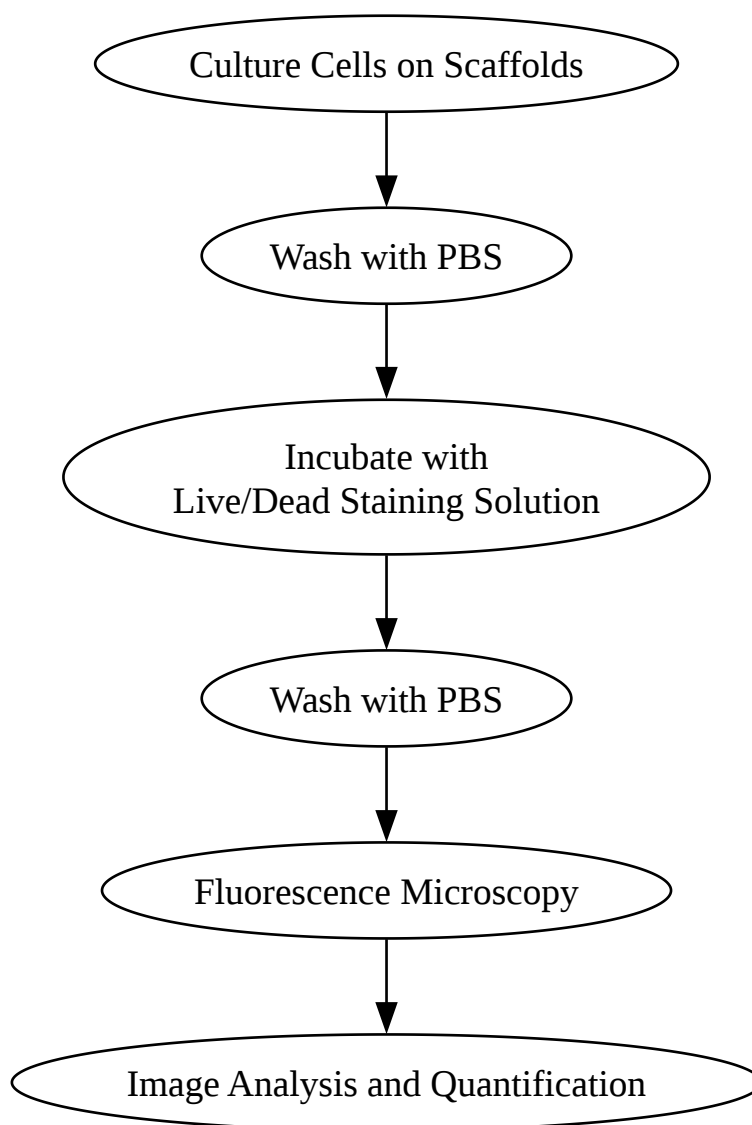 Culture Cells on Scaffolds
Wash with PBS
Incubate with
Live/Dead Staining Solution
Wash with PBS
Fluorescence Microscopy
Image Analysis and Quantification